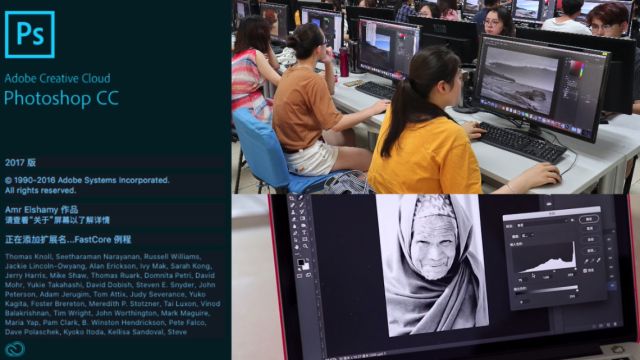 Ps
Adobe Creative Cloud
Photoshop CC
2017 版
© 1990-2016 Adobe Systems Incorporated.
All rights reserved.
Amr Elshamy 作品
请查看“关于”屏幕以了解详情
正在添加扩展名...FastCore 例程
Thomas Knoll, Seetharaman Narayanan, Russell Williams,
Jackie Lincoln-Owyang, Alan Erickson, Ivy Mak, Sarah Kong,
Jerry Harris, Mike Shaw, Thomas Ruark, Domnita Petri, David
Mohr, Yukie Takahashi, David Dobish, Steven E. Snyder, John
Peterson, Adam Jerugim, Tom Attix, Judy Severance, Yuko
Kagita, Foster Brereton, Meredith P. Stotzner, Tai Luxon, Vinod
Balakrishnan, Tim Wright, John Worthington, Mark Maguire,
Maria Yap, Pam Clark, B. Winston Hendrickson, Pete Falco,
Dave Polaschek, Kyoko Itoda, Kellisa Sandoval, Steve